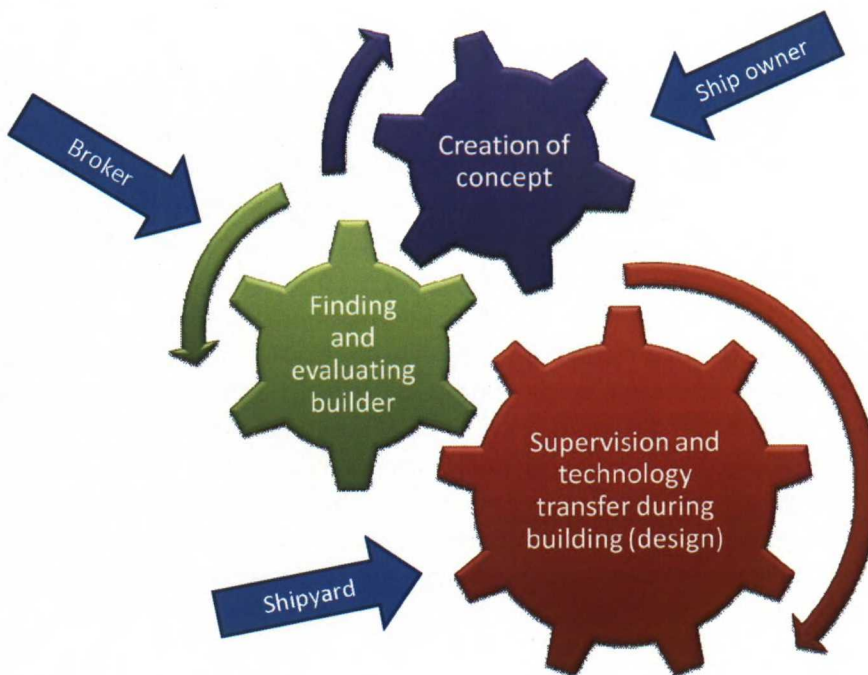 Ship owner
Broker
Creation of
concept
Finding
and
evaluating
builder
Supervision and
technology
transfer during
building (design)
Shipyard